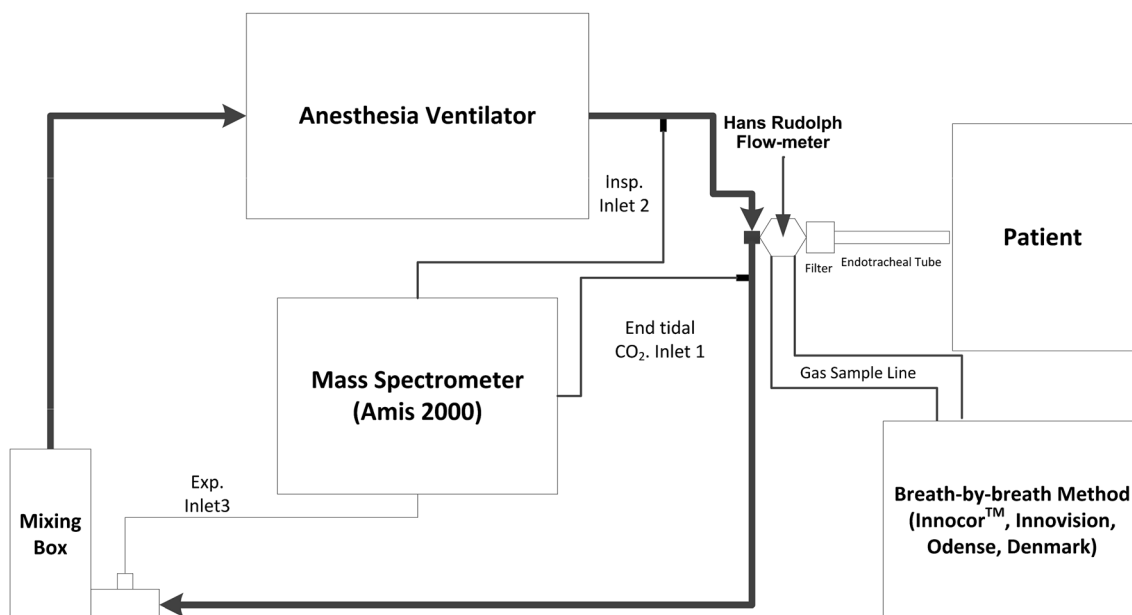 Anesthesia Ventilator
Hans Rudolph
Flow-meter
Insp.
Inlet 2
Patient
Filter
Endotracheal Tube
End tidal
CO₂. Inlet 1
Gas Sample Line
Mass Spectrometer
(Amis 2000)
Exp.
Inlet3
Mixing
Box
Breath-by-breath Method
(Innocor™, Innovision,
Odense, Denmark)